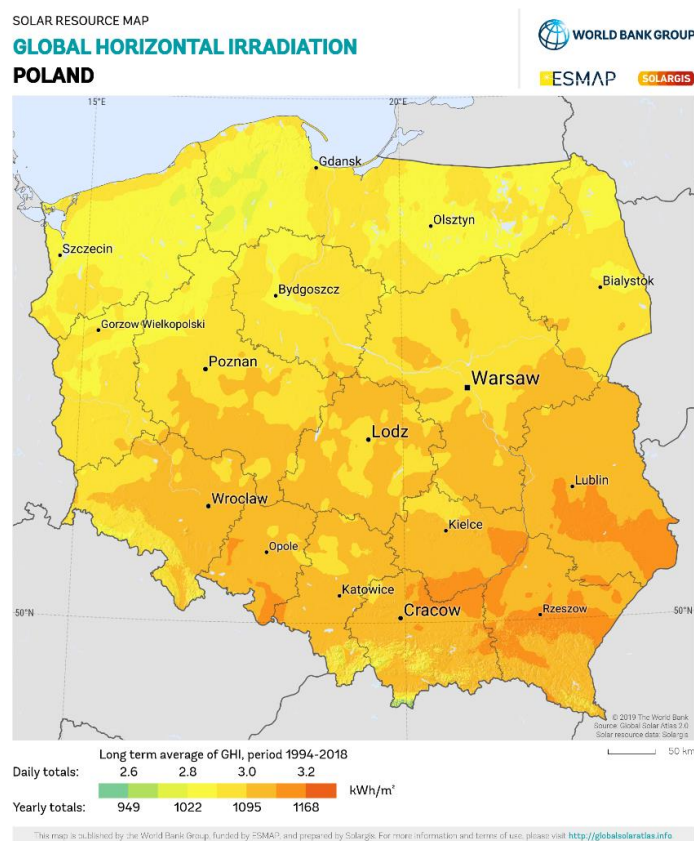 SOLAR RESOURCE MAP
GLOBAL HORIZONTAL IRRADIATION
POLAND
WORLD BANK GROUP
ESMAP
SOLARGIS
15°E
20°E
Gdansk
Olsztyn
Szczecin
Bialystok
Bydgoszcz
Gorzow Wielkopolski
Poznan
Warsaw
Lodz
Lublin
Wroclaw
Kielce
Opole
Katowice
Cracow
Rzeszow
50°N
50°N
© 2019 The World Bank
Source: Global Solar Atlas 2.0
Solar resource data: Solargis
50 km
Long term average of GHI, period 1994-2018
Daily totals: 2.6 2.8 3.0 3.2
kWh/m²
Yearly totals: 949 1022 1095 1168
This map is published by the World Bank Group, funded by ESMAP, and prepared by Solargis. For more information and terms of use, please visit http://globalsolaratlas.info.